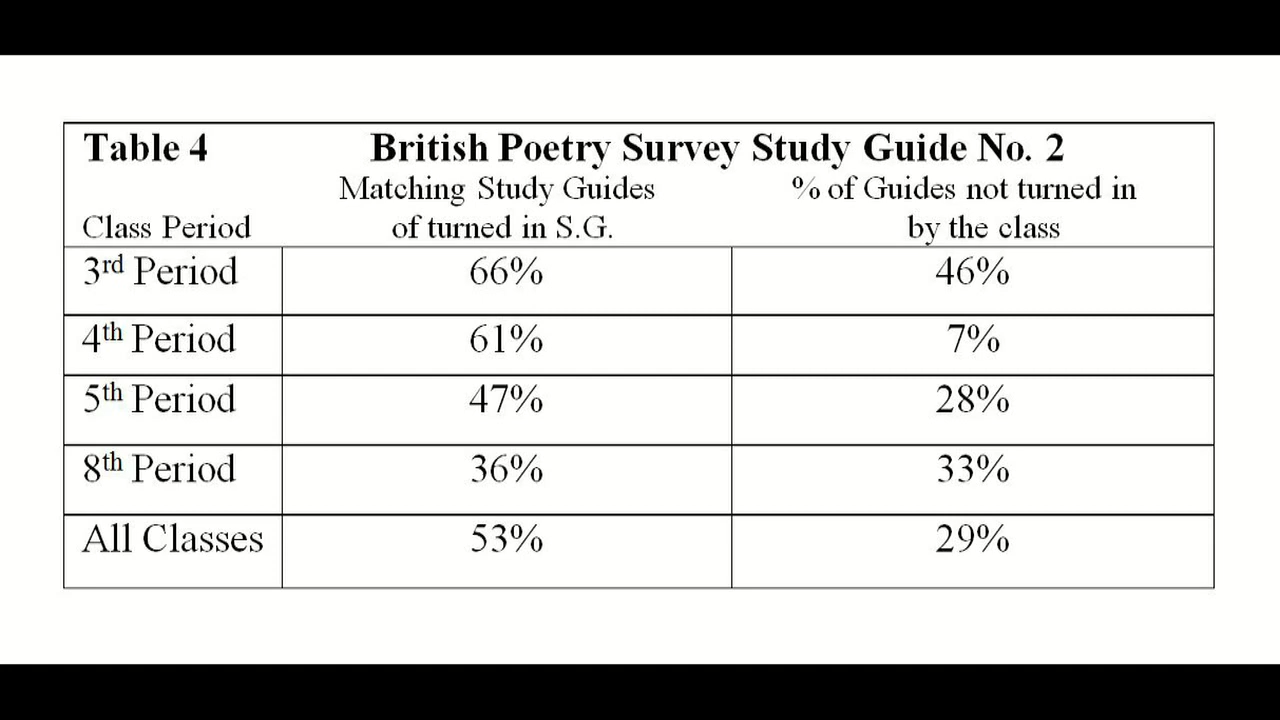 Table 4 British Poetry Survey Study Guide No. 2
Matching Study Guides % of Guides not turned in
Class Period of turned in S.G. by the class
3rd Period 66% 46%
4th Period 61% 7%
5th Period 47% 28%
8th Period 36% 33%
All Classes 53% 29%